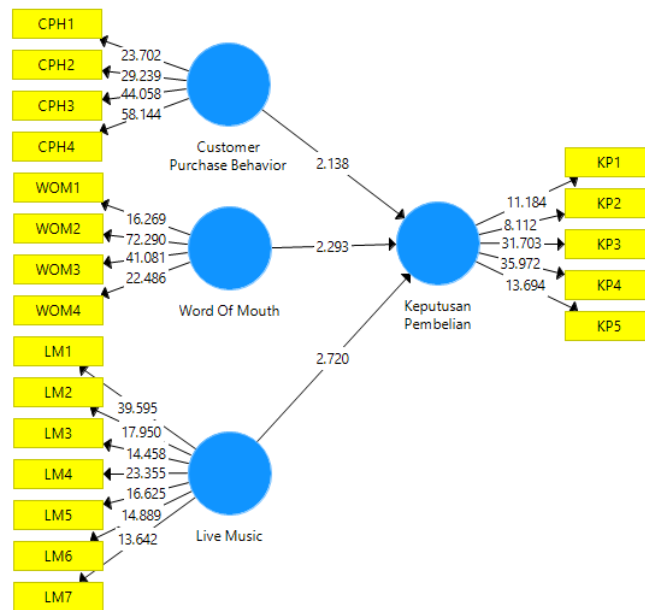 CPH1
CPH2
CPH3
CPH4
23.702
29.239
44.058
58.144
Customer
Purchase Behavior
2.138
WOM1
WOM2
WOM3
WOM4
16.269
72.290
41.081
22.486
Word Of Mouth
2.293
LM1
LM2
LM3
LM4
LM5
LM6
LM7
39.595
17.950
14.458
23.355
16.625
14.889
13.642
Live Music
2.720
Keputusan
Pembelian
11.184
8.112
31.703
35.972
13.694
KP1
KP2
KP3
KP4
KP5